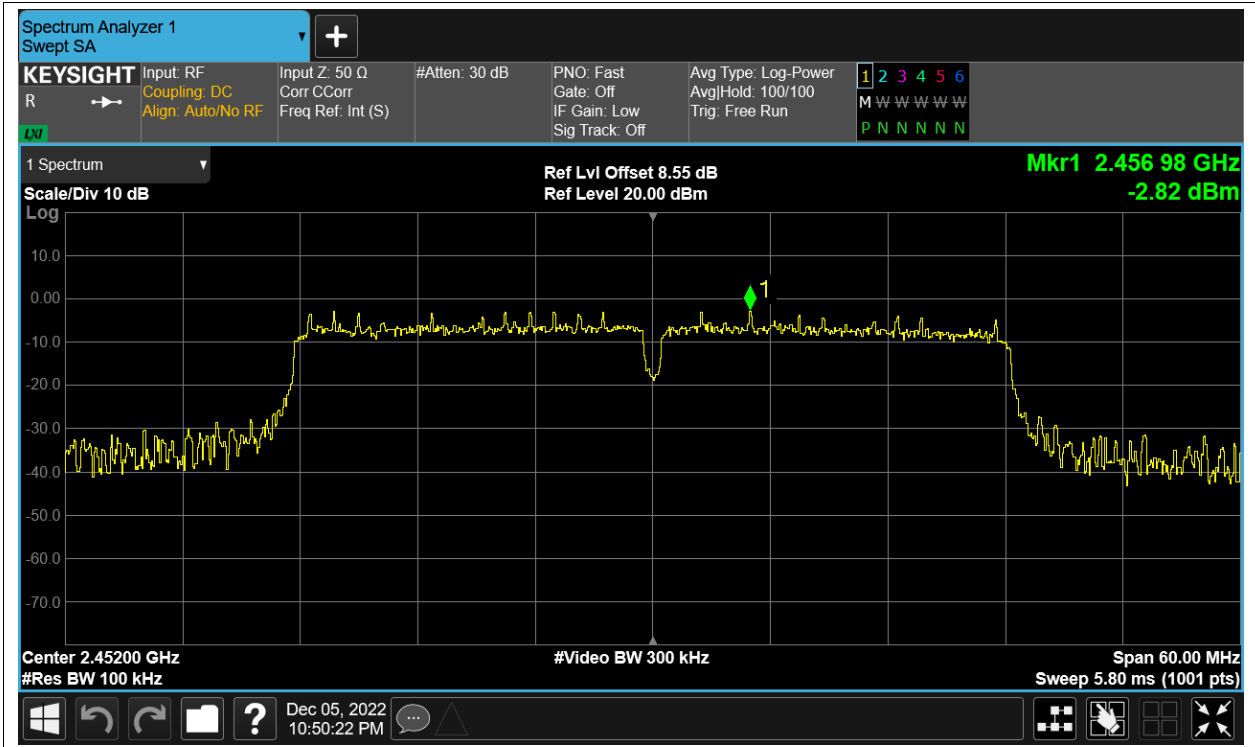 Spectrum Analyzer 1
Swept SA
KEYSIGHT
R
LXI
Input: RF
Coupling: DC
Align: Auto/No RF
Input Z: 50 Ω
Corr CCorr
Freq Ref: Int (S)
#Atten: 30 dB
PNO: Fast
Gate: Off
IF Gain: Low
Sig Track: Off
Avg Type: Log-Power
Avg|Hold: 100/100
Trig: Free Run
1 2 3 4 5 6
M W W W W W
P N N N N N
1 Spectrum
Scale/Div 10 dB
Ref Lvl Offset 8.55 dB
Ref Level 20.00 dBm
Mkr1 2.456 98 GHz
-2.82 dBm
Log
10.0
0.00
-10.0
-20.0
-30.0
-40.0
-50.0
-60.0
-70.0
1
Center 2.45200 GHz
#Res BW 100 kHz
#Video BW 300 kHz
Span 60.00 MHz
Sweep 5.80 ms (1001 pts)
?
Dec 05, 2022
10:50:22 PM